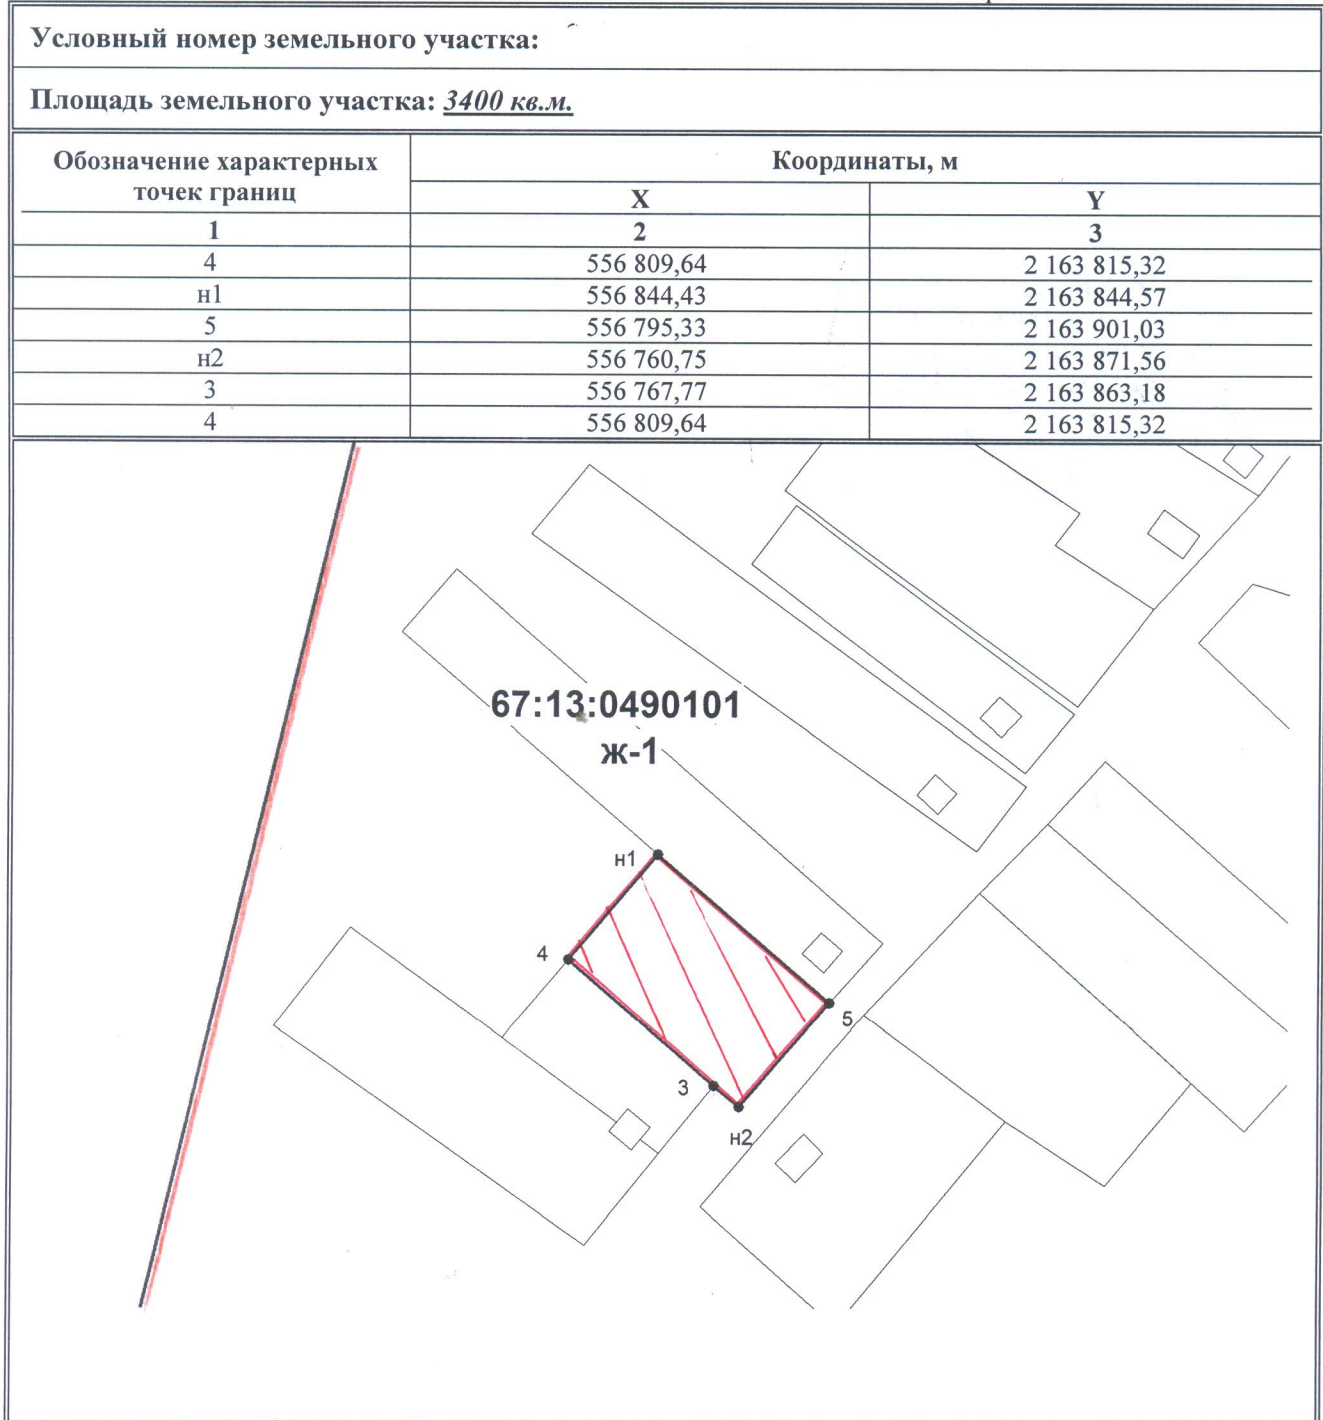 Условный номер земельного участка:
Площадь земельного участка: 3400 кв.м.
Обозначение характерных точек границ
Координаты, м
X
Y
1
2
3
4
556 809,64
2 163 815,32
н1
556 844,43
2 163 844,57
5
556 795,33
2 163 901,03
н2
556 760,75
2 163 871,56
3
556 767,77
2 163 863,18
4
556 809,64
2 163 815,32
67:13:0490101
ж-1
н1
4
5
3
н2